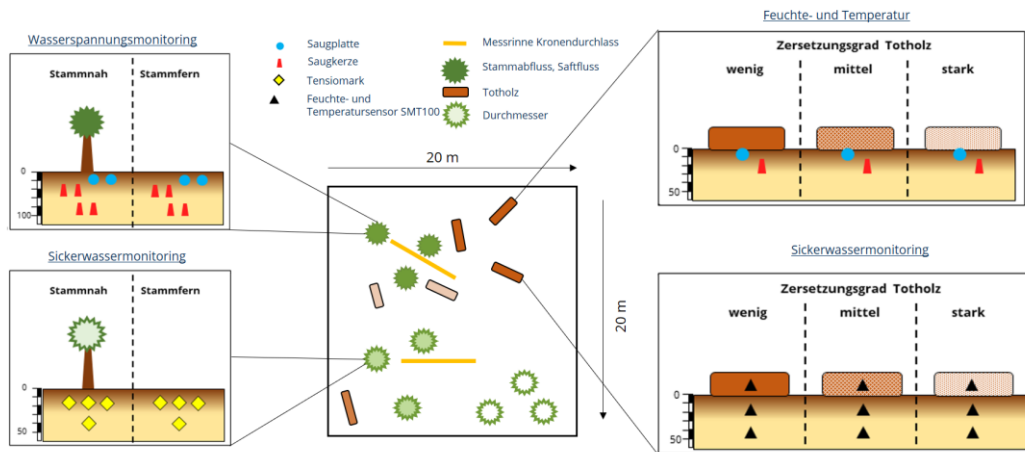 Wasserspannungsmonitoring
Stammnah
Stammfern
0
50
100
Sickerwassermonitoring
Stammnah
Stammfern
0
50
Saugplatte
Saugkerze
Tensiomark
Feuchte- und
Temperatursensor SMT100
Messrinne Kronendurchlass
Stammabfluss, Saftfluss
Totholz
Durchmesser
20 m
20 m
Feuchte- und Temperatur
Zersetzungsgrad Totholz
wenig
mittel
stark
0
50
Sickerwassermonitoring
Zersetzungsgrad Totholz
wenig
mittel
stark
0
50